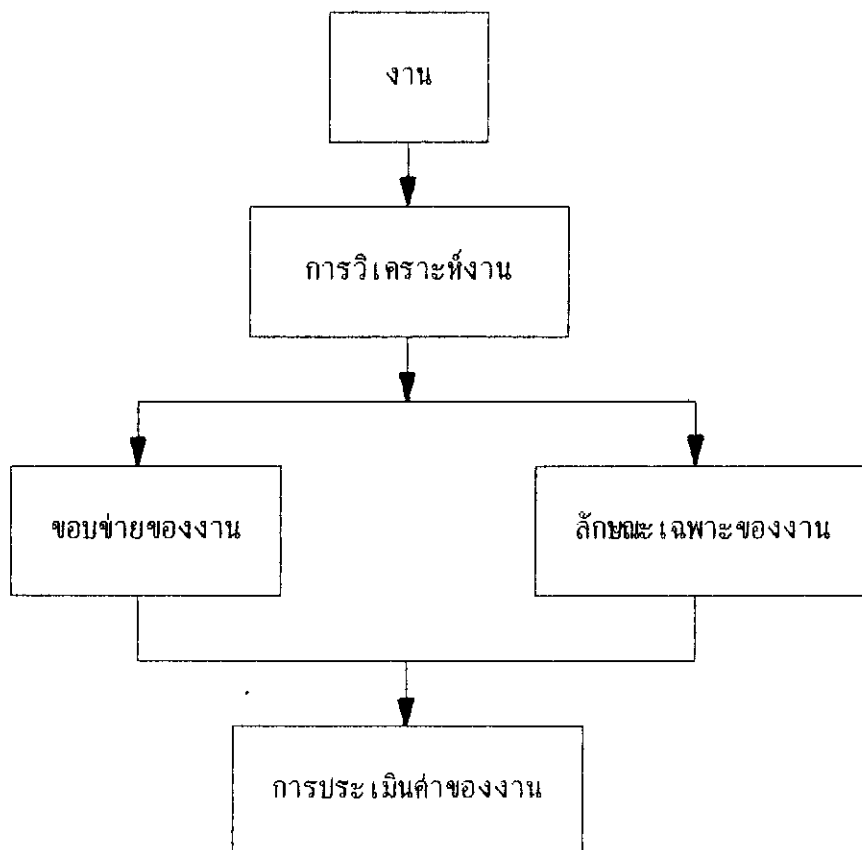 งาน
การวิเคราะห์งาน
ขอบข่ายของงาน
ลักษณะเฉพาะของงาน
การประเมินค่าของงาน